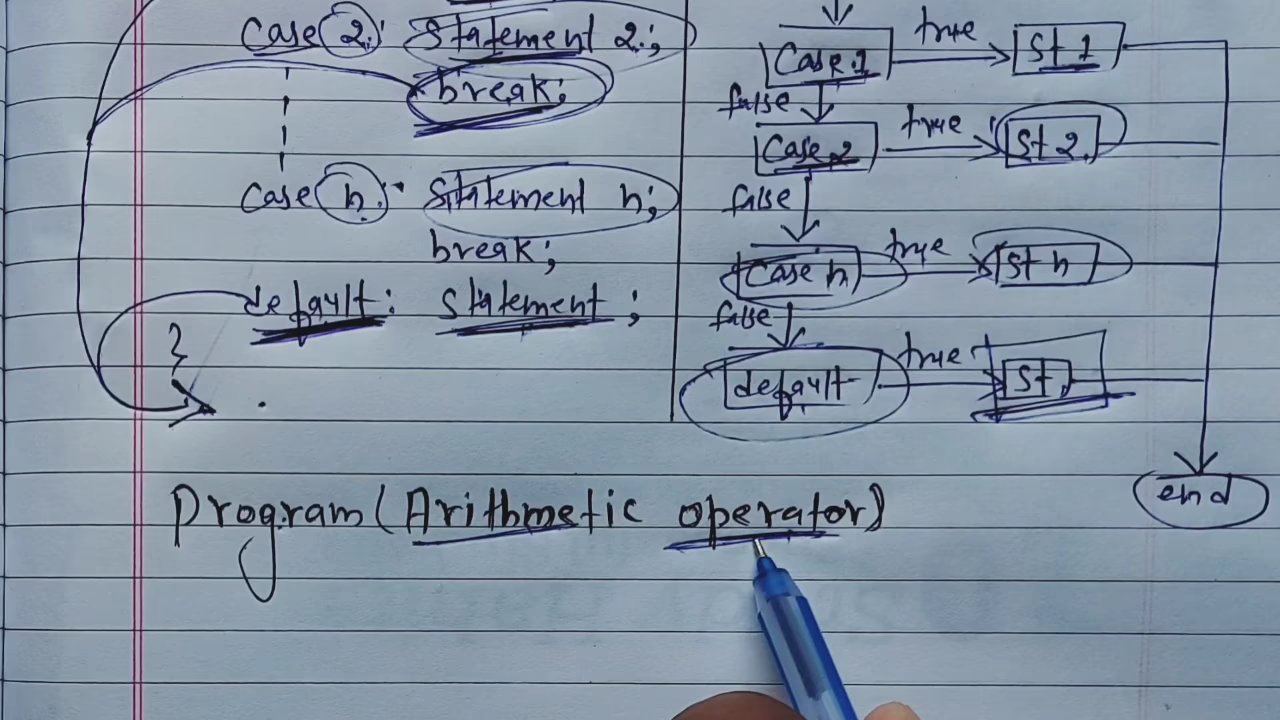 Case 2: Statement 2;
break;
Case n: Statement n;
break;
default: Statement;
}
Case 1 true St 1
false
Case 2 true St 2
false
Case n true St n
false
default true St
end
Program (Arithmetic operator)